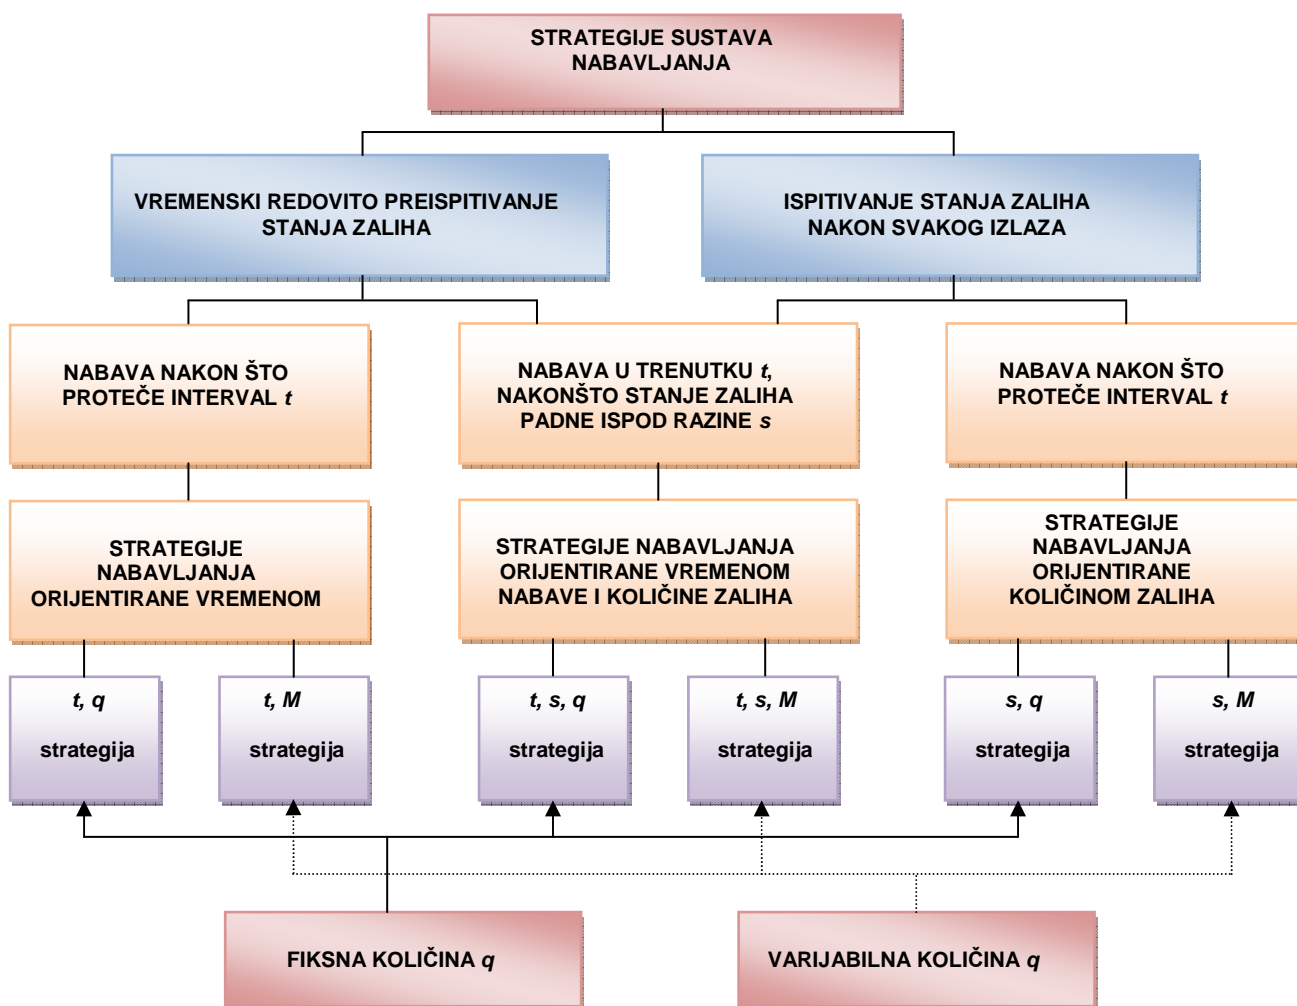 STRATEGIJE SUSTAVA
NABAVLJANJA
VREMENSKI REDOVITO PREISPITIVANJE
STANJA ZALIHA
ISPITIVANJE STANJA ZALIHA
NAKON SVAKOG IZLAZA
NABAVA NAKON ŠTO
PROTEČE INTERVAL t
NABAVA U TRENUTKU t,
NAKONŠTO STANJE ZALIHA
PADNE ISPOD RAZINE s
NABAVA NAKON ŠTO
PROTEČE INTERVAL t
STRATEGIJE
NABAVLJANJA
ORIJENTIRANE VREMENOM
STRATEGIJE NABAVLJANJA
ORIJENTIRANE VREMENOM
NABAVE I KOLIČINE ZALIHA
STRATEGIJE
NABAVLJANJA
ORIJENTIRANE
KOLIČINOM ZALIHA
t, q
strategija
t, M
strategija
t, s, q
strategija
t, s, M
strategija
s, q
strategija
s, M
strategija
FIKSNA KOLIČINA q
VARIJABILNA KOLIČINA q